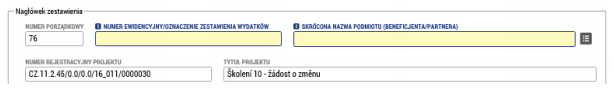 Nagłówek zestawienia
NUMER PORZĄDKOWY
NUMER EWIDENCYJNY/OZNACZENIE ZESTAWIENIA WYDATKÓW
SKRÓCONA NAZWA PODMIOTU (BENEFICJENTA/PARTNERA)
76
NUMER REJESTRACYJNY PROJEKTU
TYTUŁ PROJEKTU
CZ.11.2.45/0.0/0.0/16_011/0000030
Školení 10 - žádost o změnu